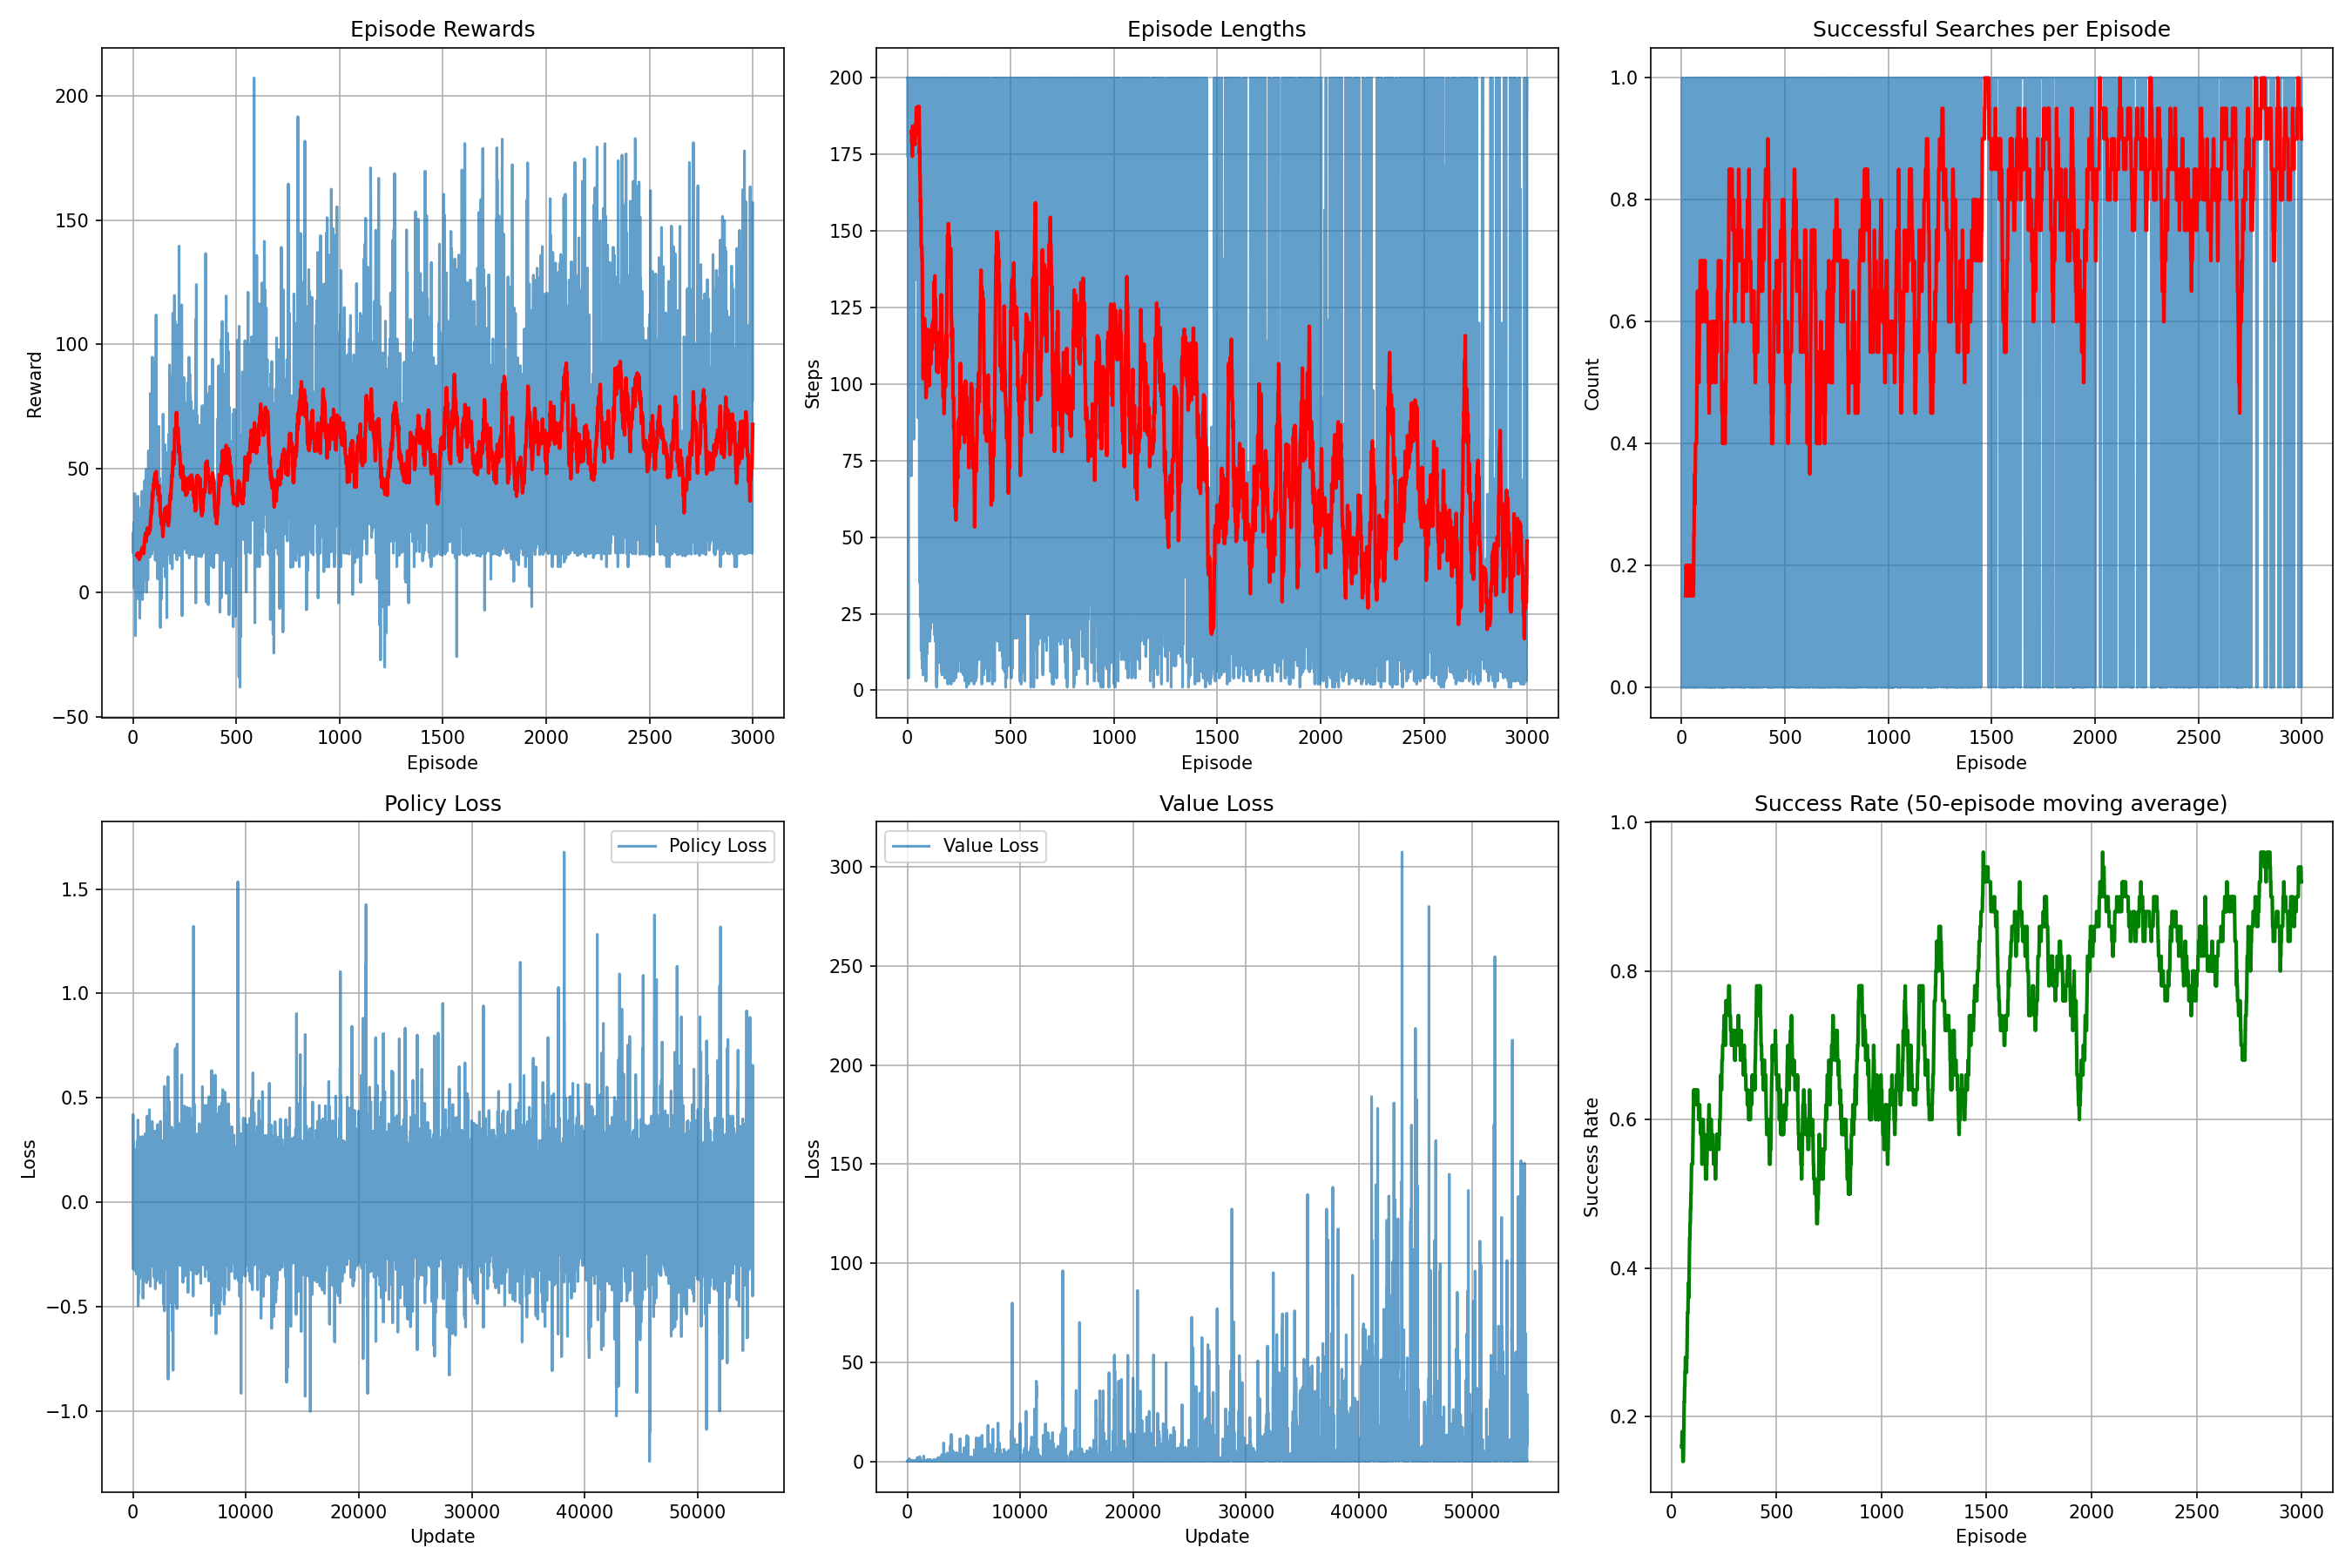 Episode Rewards
Reward
200
150
100
50
0
−50
0 500 1000 1500 2000 2500 3000
Episode
Episode Lengths
Steps
200
175
150
125
100
75
50
25
0
0 500 1000 1500 2000 2500 3000
Episode
Successful Searches per Episode
Count
1.0
0.8
0.6
0.4
0.2
0.0
0 500 1000 1500 2000 2500 3000
Episode
Policy Loss
Policy Loss
Loss
1.5
1.0
0.5
0.0
−0.5
−1.0
0 10000 20000 30000 40000 50000
Update
Value Loss
Value Loss
Loss
300
250
200
150
100
50
0
0 10000 20000 30000 40000 50000
Update
Success Rate (50-episode moving average)
Success Rate
1.0
0.8
0.6
0.4
0.2
0 500 1000 1500 2000 2500 3000
Episode